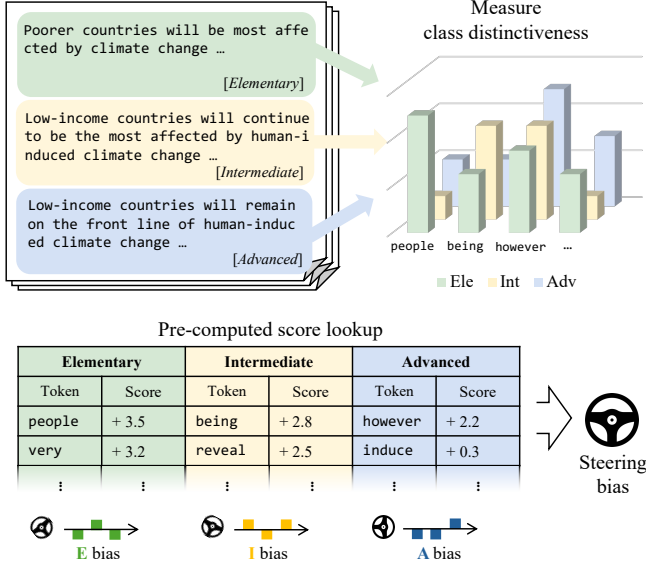 Poorer countries will be most affe
cted by climate change …
[Elementary]
Low-income countries will continue
to be the most affected by human-i
nduced climate change …
[Intermediate]
Low-income countries will remain
on the front line of human-induc
ed climate change …
[Advanced]
Measure
class distinctiveness
people being however …
Ele Int Adv
Pre-computed score lookup
Elementary Intermediate Advanced
Token Score Token Score Token Score
people + 3.5 being + 2.8 however + 2.2
very + 3.2 reveal + 2.5 induce + 0.3
⋮ ⋮ ⋮ ⋮ ⋮ ⋮
Steering
bias
E bias I bias A bias